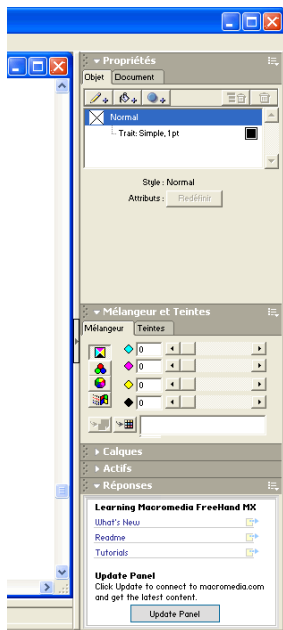 Propriétés
Objet Document
Normal
Trait: Simple, 1pt
Style : Normal
Attributs : Redéfinir
Mélangeur et Teintes
Mélangeur Teintes
0
0
0
0
Calques
Actifs
Réponses
Learning Macromedia FreeHand MX
What's New
Readme
Tutorials
Update Panel
Click Update to connect to macromedia.com
and get the latest content.
Update Panel